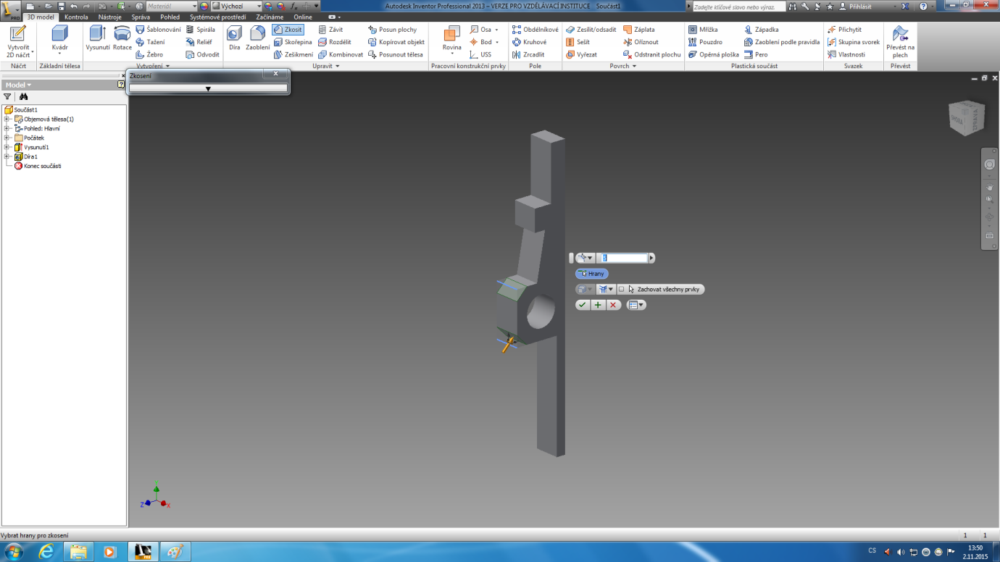 Materiál
Výchozí
Autodesk Inventor Professional 2013 – VERZE PRO VZDĚLÁVACÍ INSTITUCE Součást1
Zadejte klíčové slovo nebo výraz.
Přihlásit
PRO
3D model Kontrola Nástroje Správa Pohled Systémové prostředí Začínáme Online
Vytvořit
2D náčrt
Kvádr
Vysunutí Rotace
Šablonování Spirála
Tažení Reliéf
Žebro Odvodit
Díra Zaoblení
Zkosit Závit Posun plochy
Skořepina Rozdělit Kopírovat objekt
Zešikmení Kombinovat Posunout tělesa
Rovina
Osa
Bod
USS
Obdélníkové
Kruhové
Zrcadlit
Zesílit/odsadit Záplata
Sešít Oříznout
Vyřezat Odstranit plochu
Mřížka Západka
Pouzdro Zaoblení podle pravidla
Opěrná ploška Pero
Přichytit
Skupina svorek
Vlastnosti
Převést na
plech
Náčrt Základní tělesa Vytvoření Upravit Pracovní konstrukční prvky Pole Povrch Plastická součást Svazek Převést
Zkosení
Model
Součást1
Objemová tělesa(1)
Pohled: Hlavní
Počátek
Vysunutí1
Díra1
Konec součásti
ZPRAVA
Hrany
Zachovat všechny prvky
Y
Z
X
Vybrat hrany pro zkosení
1 1
PRO
CS
13:50
2.11.2015